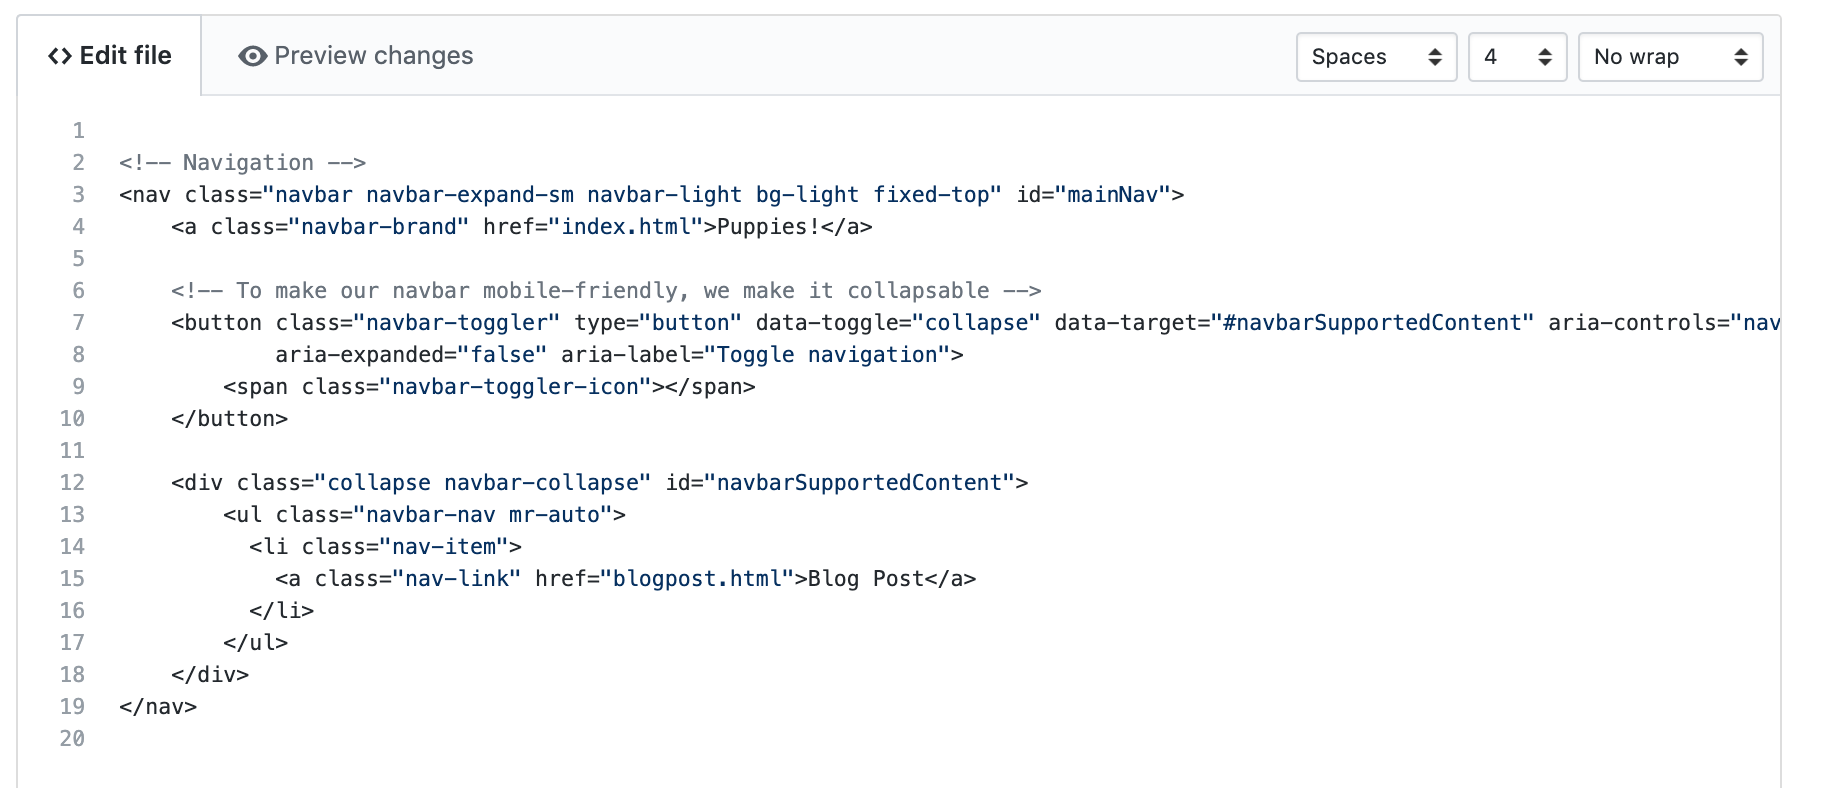 Edit file Preview changes Spaces 4 No wrap
1
2 <!-- Navigation -->
3 <nav class="navbar navbar-expand-sm navbar-light bg-light fixed-top" id="mainNav">
4     <a class="navbar-brand" href="index.html">Puppies!</a>
5
6     <!-- To make our navbar mobile-friendly, we make it collapsable -->
7     <button class="navbar-toggler" type="button" data-toggle="collapse" data-target="#navbarSupportedContent" aria-controls="nav
8             aria-expanded="false" aria-label="Toggle navigation">
9         <span class="navbar-toggler-icon"></span>
10     </button>
11
12     <div class="collapse navbar-collapse" id="navbarSupportedContent">
13         <ul class="navbar-nav mr-auto">
14           <li class="nav-item">
15             <a class="nav-link" href="blogpost.html">Blog Post</a>
16           </li>
17         </ul>
18     </div>
19 </nav>
20